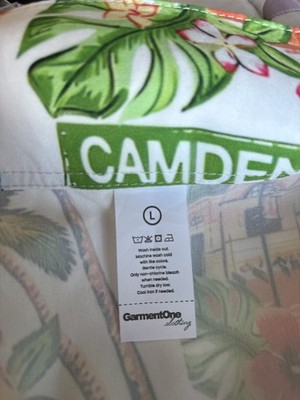 CAMDEN
L
Wash inside out.
Machine wash cold
with like colors.
Gentle cycle.
Only non-chlorine bleach
when needed.
Tumble dry low.
Cool iron if needed.
GarmentOne
clothing